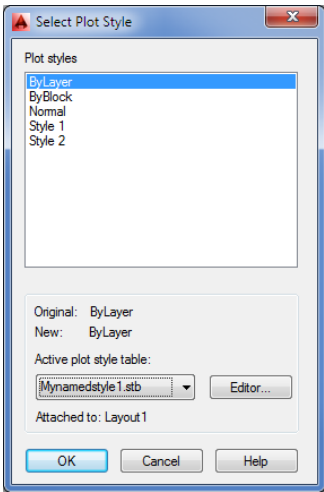 Select Plot Style
Plot styles
ByLayer
ByBlock
Normal
Style 1
Style 2
Original: ByLayer
New: ByLayer
Active plot style table:
Mynamedstyle1.stb Editor...
Attached to: Layout1
OK Cancel Help